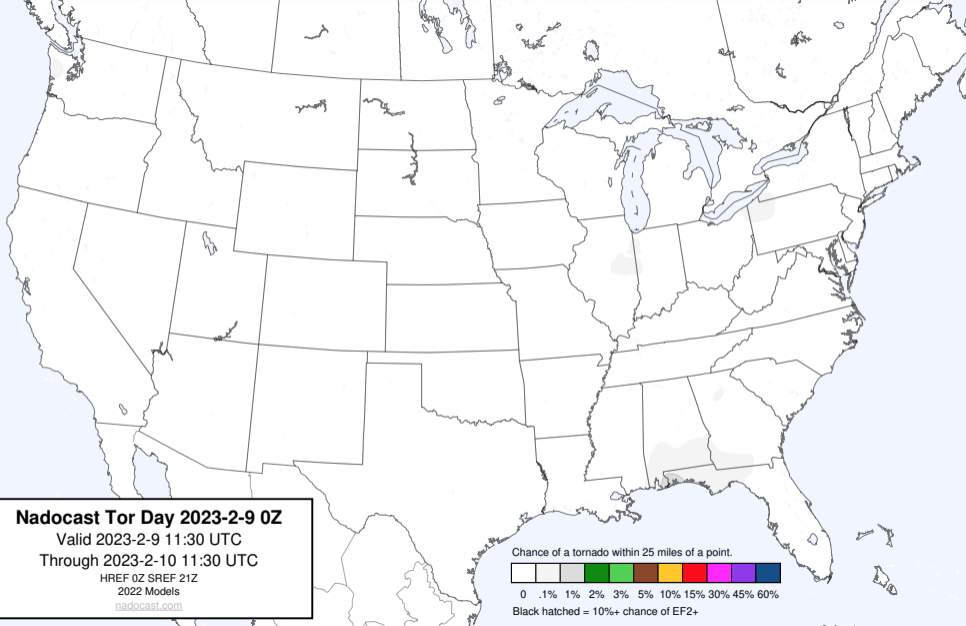 Nadocast Tor Day 2023-2-9 0Z
Valid 2023-2-9 11:30 UTC
Through 2023-2-10 11:30 UTC
HREF 0Z SREF 21Z
2022 Models
nadocast.com
Chance of a tornado within 25 miles of a point.
0 .1% 1% 2% 3% 5% 10% 15% 30% 45% 60%
Black hatched = 10%+ chance of EF2+